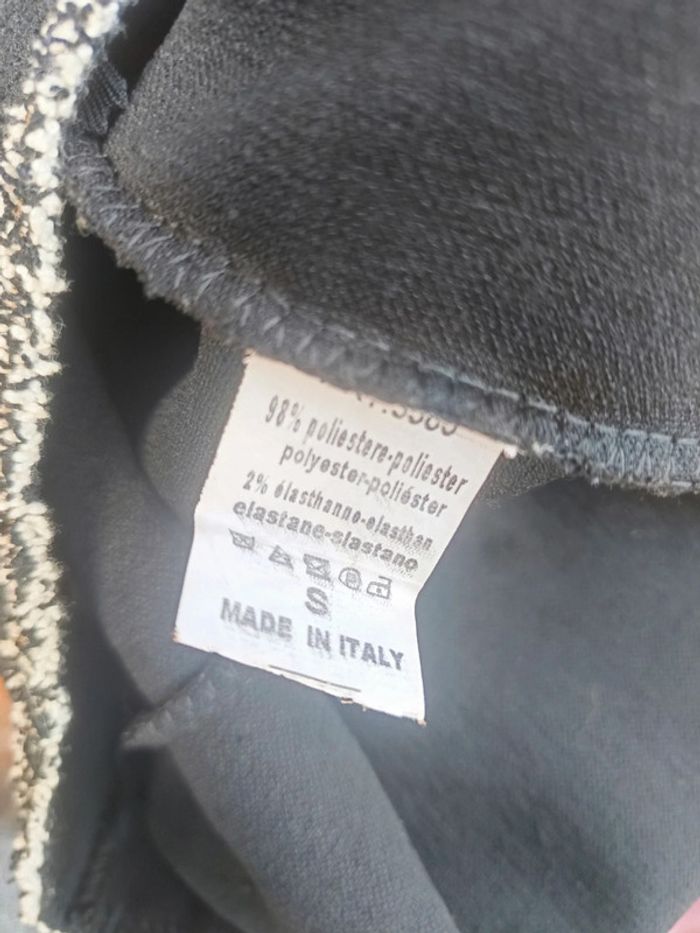 98% poliestere-poliester
polyester-poliéster
2% élasthanne-elasthan
elastane-elastano
S
MADE IN ITALY